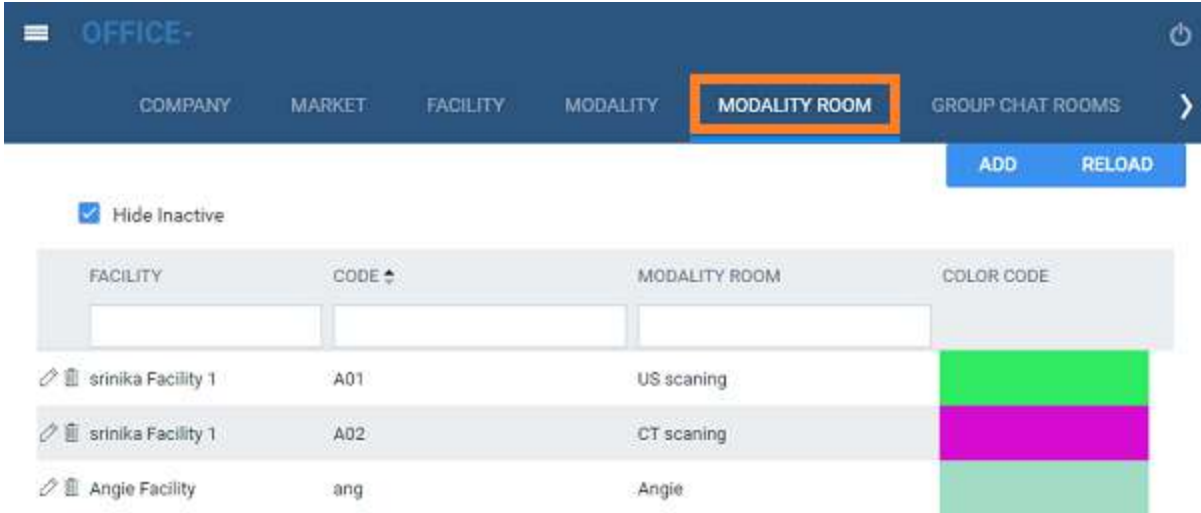 OFFICE-
COMPANY MARKET FACILITY MODALITY MODALITY ROOM GROUP CHAT ROOMS
ADD RELOAD
Hide Inactive
FACILITY CODE MODALITY ROOM COLOR CODE
srinika Facility 1 A01 US scaning
srinika Facility 1 A02 CT scaning
Angie Facility ang Angie